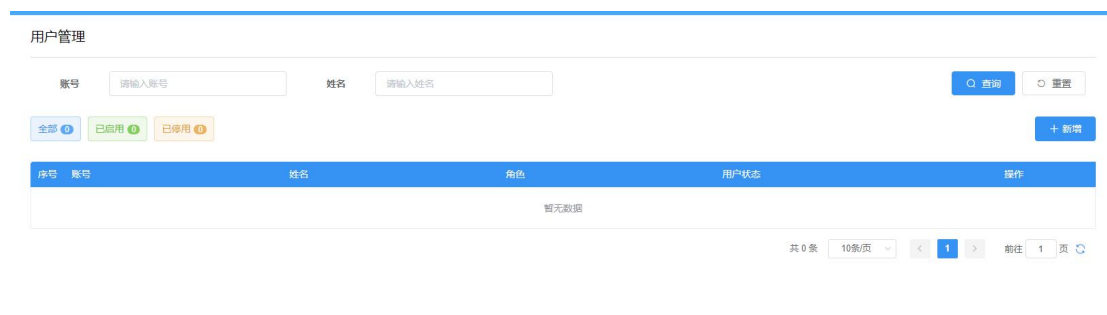 用户管理
账号 请输入账号 姓名 请输入姓名 查询 重置
全部 0 已启用 0 已停用 0 + 新增
序号 账号 姓名 角色 用户状态 操作
暂无数据
共 0 条 10条/页 < 1 > 前往 1 页